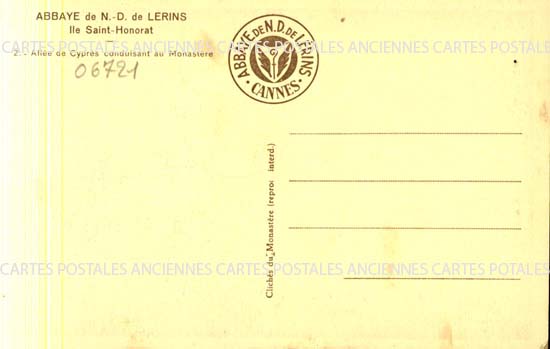 ABBAYE de N.-D. de LERINS
Ile Saint-Honorat
2. - Allée de Cyprès conduisant au Monastère
06721
ABBAYE DE N.D. DE LERINS
· CANNES ·
Clichés du Monastère (repro interd.)
CARTES POSTALES ANCIENNES CARTES POSTALES ANCIENNES CARTES POSTALES
CARTES POSTALES ANCIENNES CARTES POSTALES ANCIENNES CARTES POSTALES